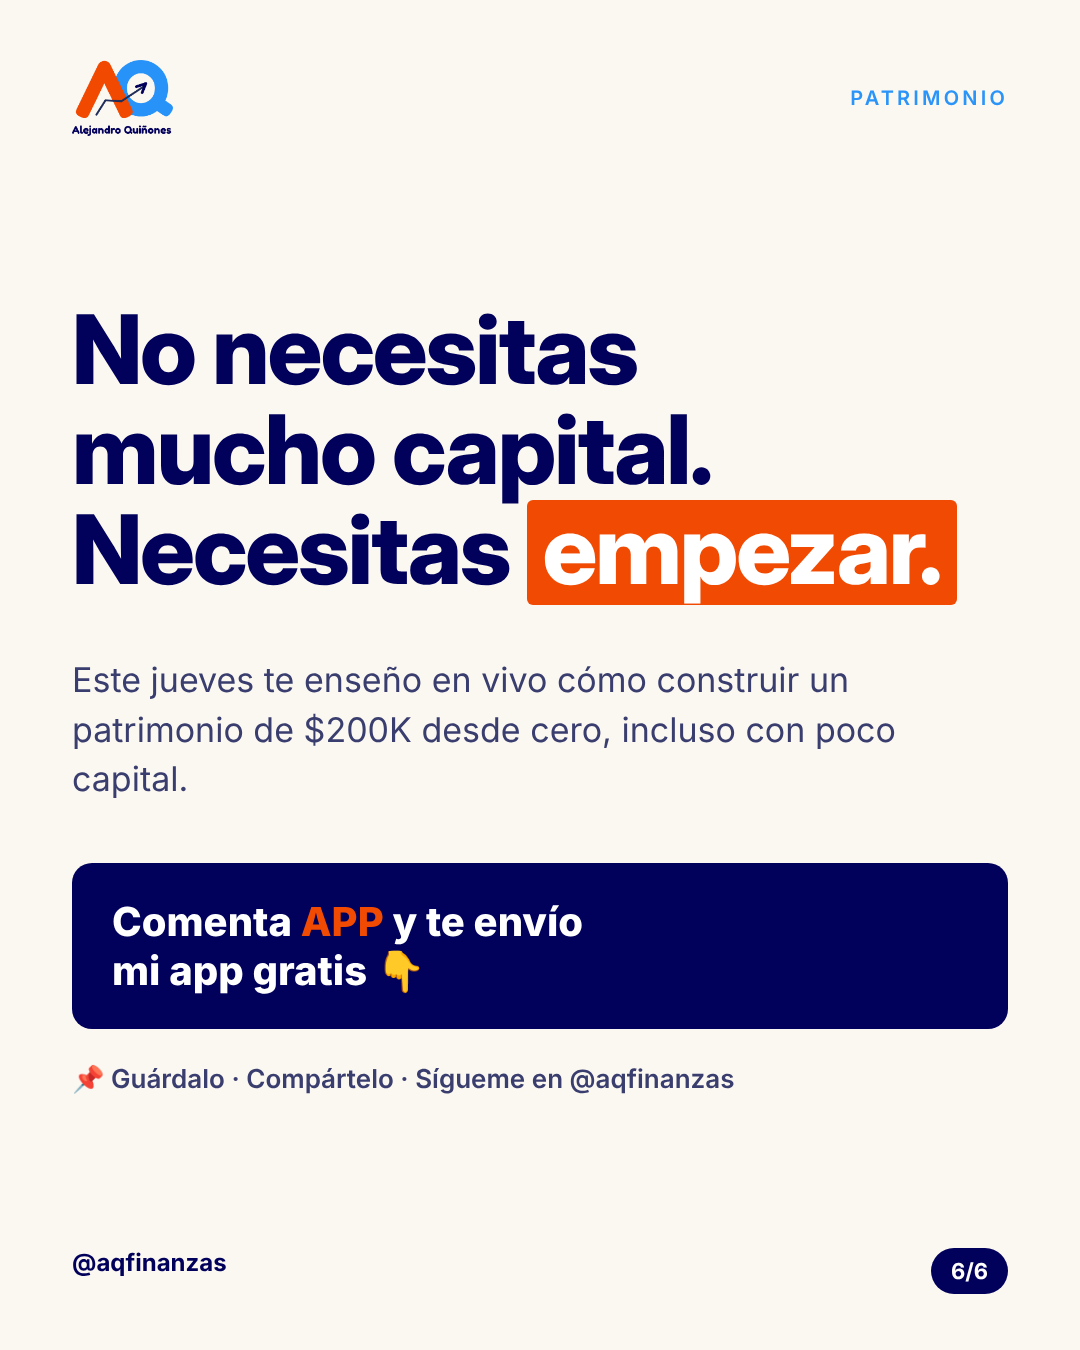 AQ
Alejandro Quiñones
PATRIMONIO
No necesitas
mucho capital.
Necesitas empezar.
Este jueves te enseño en vivo cómo construir un
patrimonio de $200K desde cero, incluso con poco
capital.
Comenta APP y te envío
mi app gratis 👇
📌 Guárdalo · Compártelo · Sígueme en @aqfinanzas
@aqfinanzas
6/6